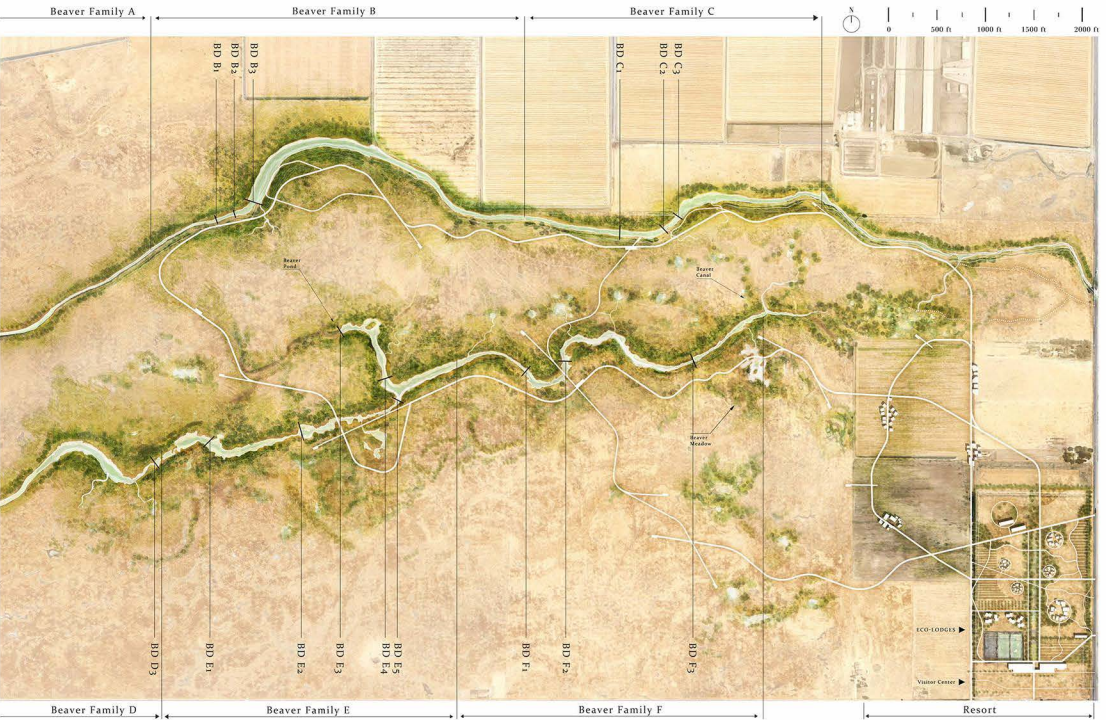 Beaver Family A
Beaver Family B
Beaver Family C
N
0
500 ft
1000 ft
1500 ft
2000 ft
BD B1
BD B2
BD B3
BD C1
BD C2
BD C3
Beaver
Pond
Beaver
Canal
Beaver
Meadow
BD D3
BD E1
BD E2
BD E3
BD E4
BD E5
BD F1
BD F2
BD F3
ECO-LODGES
Visitor Center
Beaver Family D
Beaver Family E
Beaver Family F
Resort